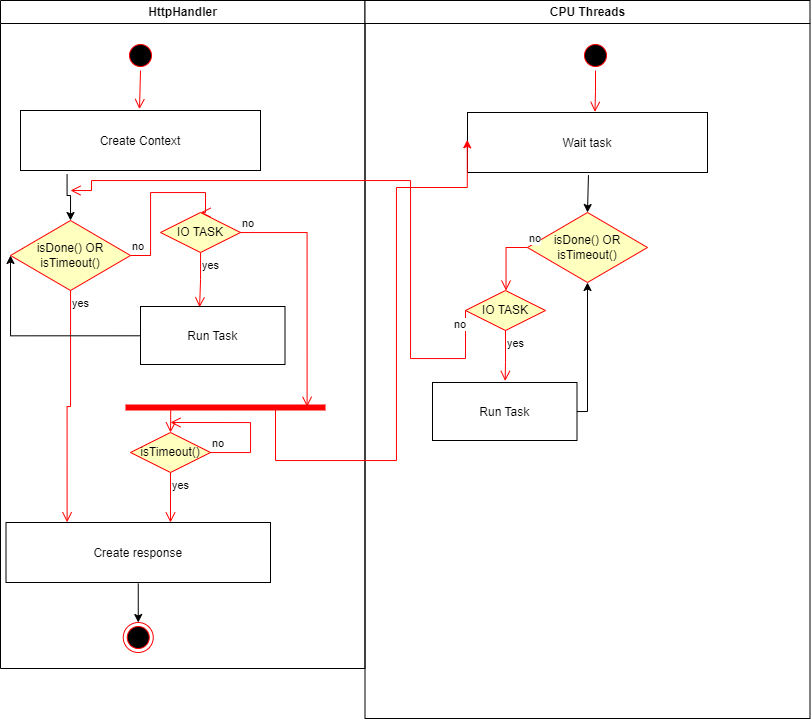 HttpHandler
CPU Threads
Create Context
Wait task
isDone() OR
isTimeout()
no
IO TASK
no
yes
yes
Run Task
isTimeout()
no
yes
Create response
no
isDone() OR
isTimeout()
IO TASK
no
yes
Run Task